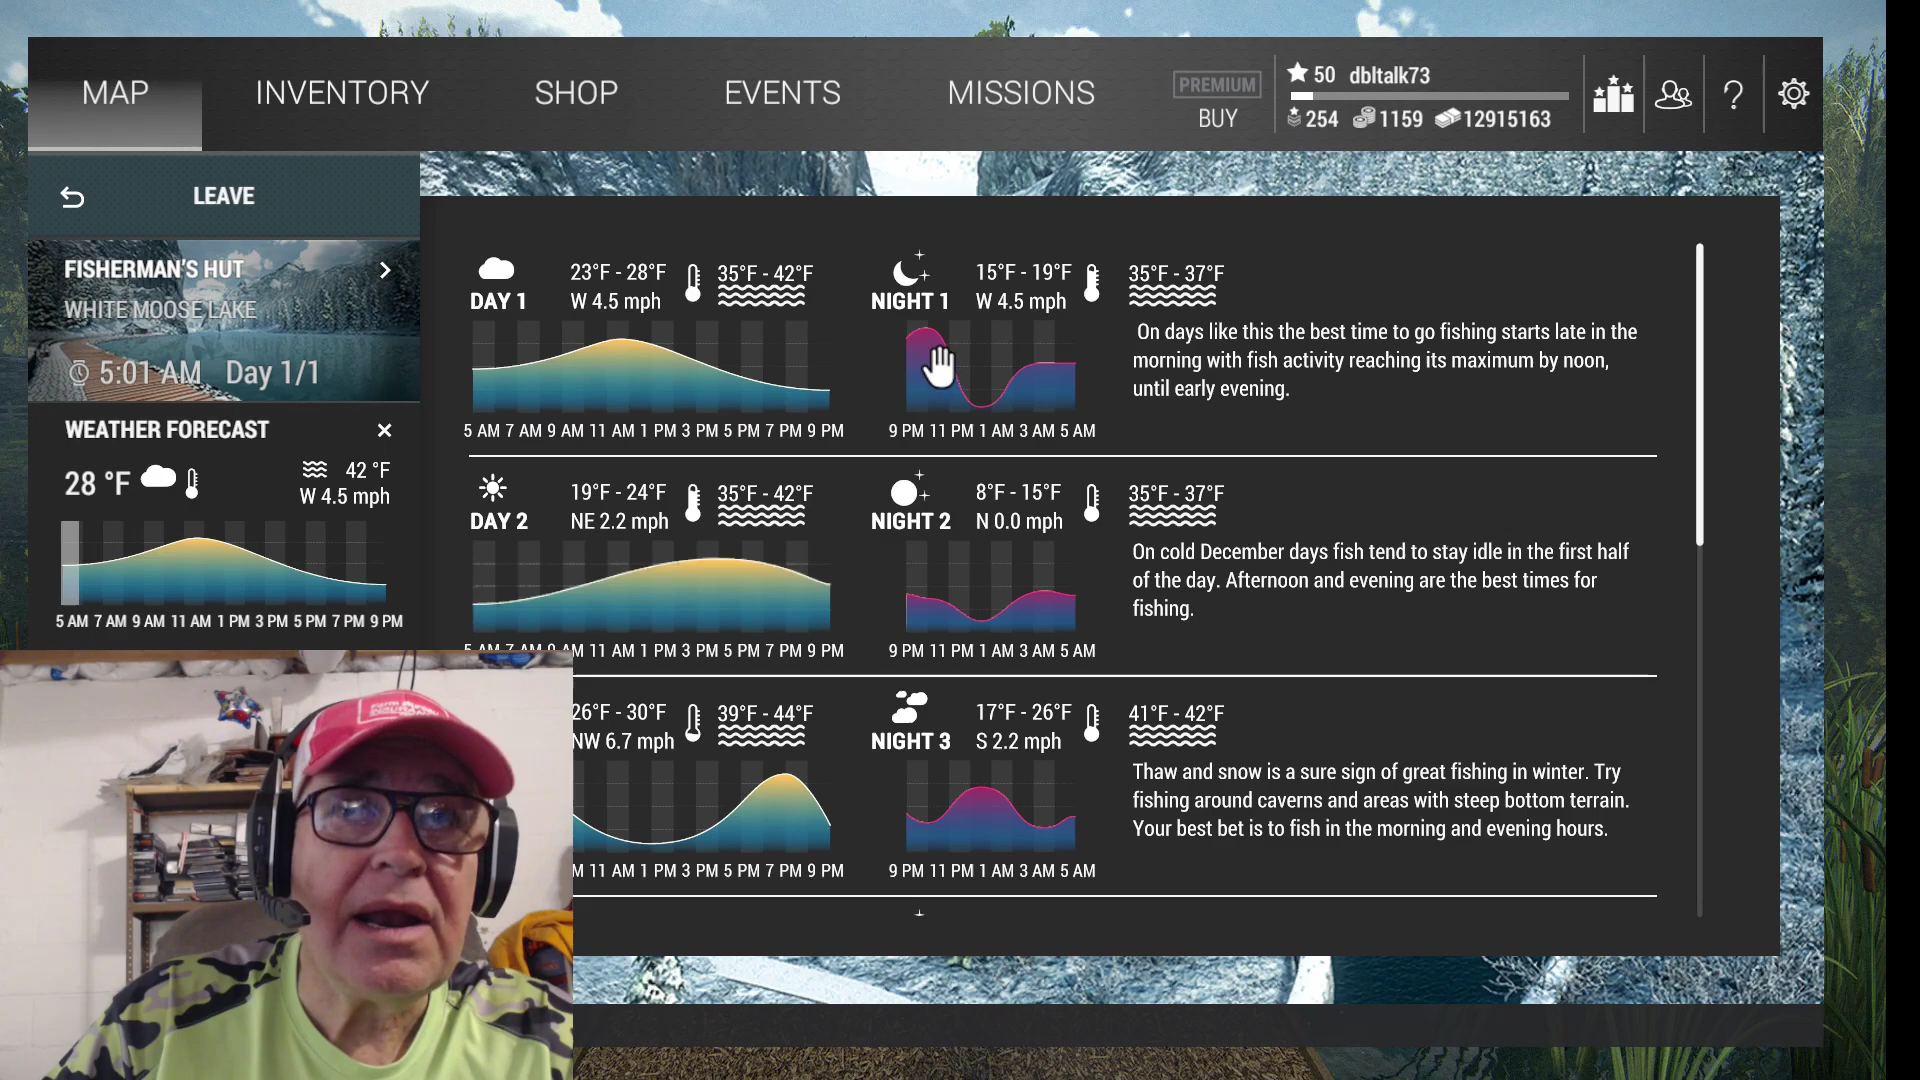 MAP
INVENTORY
SHOP
EVENTS
MISSIONS
PREMIUM
BUY
50 dbltalk73
254 1159 12915163
?
LEAVE
FISHERMAN'S HUT
WHITE MOOSE LAKE
5:01 AM Day 1/1
WEATHER FORECAST
28 °F
42 °F
W 4.5 mph
5 AM 7 AM 9 AM 11 AM 1 PM 3 PM 5 PM 7 PM 9 PM
DAY 1
23°F - 28°F
W 4.5 mph
35°F - 42°F
5 AM 7 AM 9 AM 11 AM 1 PM 3 PM 5 PM 7 PM 9 PM
NIGHT 1
15°F - 19°F
W 4.5 mph
35°F - 37°F
9 PM 11 PM 1 AM 3 AM 5 AM
On days like this the best time to go fishing starts late in the
morning with fish activity reaching its maximum by noon,
until early evening.
DAY 2
19°F - 24°F
NE 2.2 mph
35°F - 42°F
5 AM 7 AM 9 AM 11 AM 1 PM 3 PM 5 PM 7 PM 9 PM
NIGHT 2
8°F - 15°F
N 0.0 mph
35°F - 37°F
9 PM 11 PM 1 AM 3 AM 5 AM
On cold December days fish tend to stay idle in the first half
of the day. Afternoon and evening are the best times for
fishing.
26°F - 30°F
NW 6.7 mph
39°F - 44°F
M 11 AM 1 PM 3 PM 5 PM 7 PM 9 PM
NIGHT 3
17°F - 26°F
S 2.2 mph
41°F - 42°F
9 PM 11 PM 1 AM 3 AM 5 AM
Thaw and snow is a sure sign of great fishing in winter. Try
fishing around caverns and areas with steep bottom terrain.
Your best bet is to fish in the morning and evening hours.